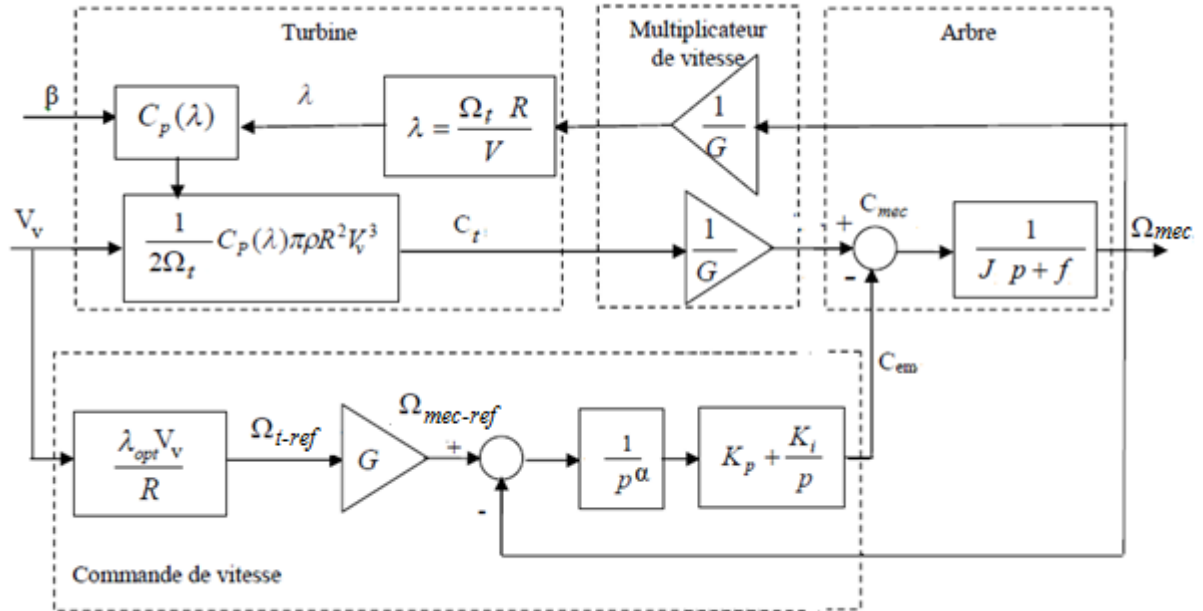 Turbine
Multiplicateur
de vitesse
Arbre
β
C_p(λ)
λ
λ = Ω_t R / V
1 / G
V_v
1 / 2Ω_t C_P(λ)πρR²V_v³
C_t
1 / G
+
C_mec
-
1 / J p + f
Ω_mec
C_em
λ_opt V_v / R
Ω_t-ref
G
Ω_mec-ref
+
-
1 / p^α
K_p + K_i / p
Commande de vitesse